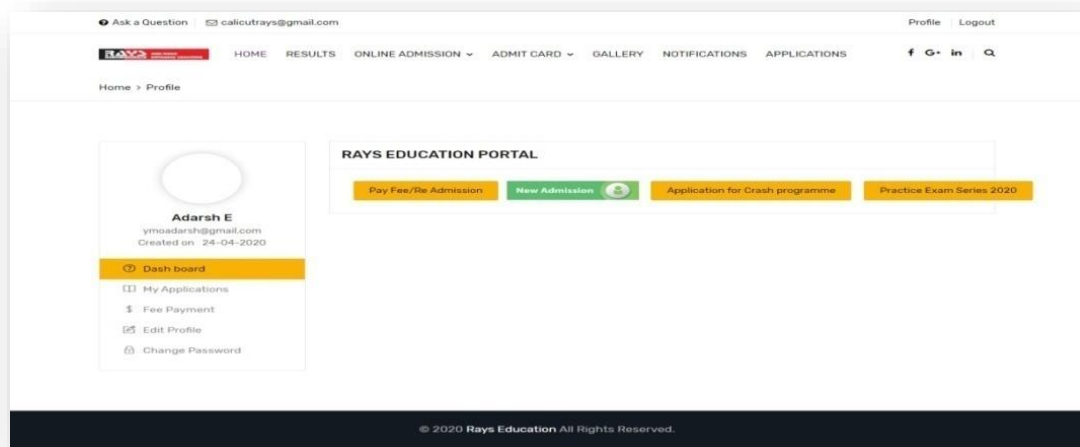 Ask a Question calicutrays@gmail.com Profile Logout
RAYS HOME RESULTS ONLINE ADMISSION ADMIT CARD GALLERY NOTIFICATIONS APPLICATIONS f G+ in
Home > Profile
RAYS EDUCATION PORTAL
Pay Fee/Re Admission New Admission Application for Crash programme Practice Exam Series 2020
Adarsh E
ymoadarsh@gmail.com
Created on 24-04-2020
Dash board
My Applications
$ Fee Payment
Edit Profile
Change Password
© 2020 Rays Education All Rights Reserved.